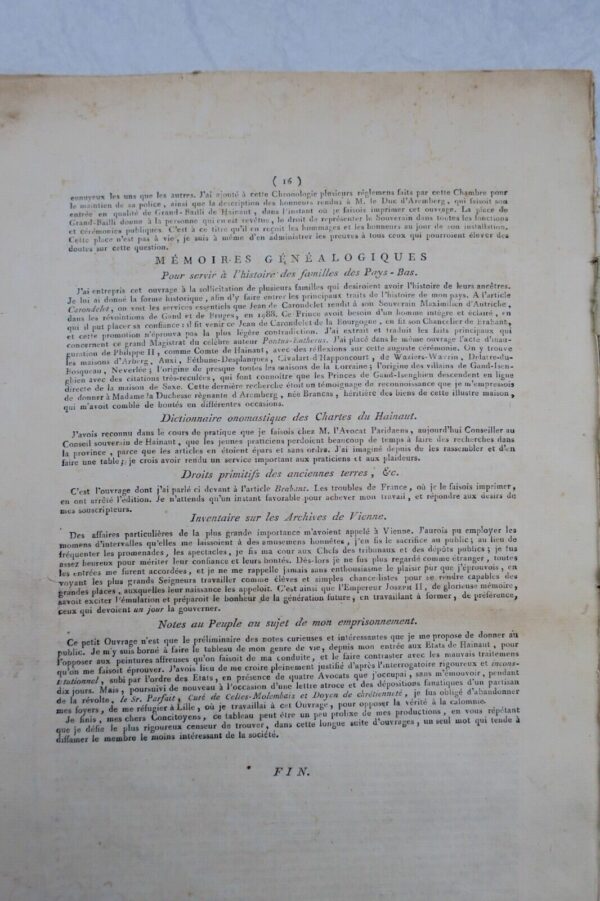 ( 16 )
ennuyeux les uns que les autres. J'ai ajouté à cette Chronologie plusieurs réglemens faits par cette Chambre pour
le maintien de sa police, ainsi que la description des honneurs rendus à M. le Duc d'Aremberg, qui faisoit son
entrée en qualité de Grand-Bailli de Hainaut, dans l'instant où je faisois imprimer cet ouvrage. La place de
Grand-Bailli donne à la personne qui en est revêtue, le droit de représenter le Souverain dans toutes les fonctions
et cérémonies publiques. C'est à ce titre qu'il en reçoit les hommages et les honneurs au jour de son installation.
Cette place n'est pas à vie, je suis à même d'en administrer les preuves à tous ceux qui pourroient élever des
doutes sur cette question.
MÉMOIRES GÉNÉALOGIQUES
Pour servir à l'histoire des familles des Pays-Bas.
J'ai entrepris cet ouvrage à la sollicitation de plusieurs familles qui desiroient avoir l'histoire de leurs ancêtres.
Je lui ai donné la forme historique, afin d'y faire entrer les principaux traits de l'histoire de mon pays. A l'article
Carondelet, on voit les services essentiels que Jean de Carondelet rendit à son Souverain Maximilien d'Autriche,
dans les révolutions de Gand et de Bruges, en 1488. Ce Prince avoit besoin d'un homme intègre et éclairé, en
qui il put placer sa confiance : il fit venir ce Jean de Carondelet de la Bourgogne, en fit son Chancelier de Brabant,
et cette promotion n'éprouva pas la plus légère contradiction. J'ai extrait et traduit les faits principaux qui
concernent ce grand Magistrat du célèbre auteur Pontus-Heuterus. J'ai placé dans le même ouvrage l'acte d'inau-
guration de Philippe II, comme Comte de Hainaut, avec des réflexions sur cette auguste cérémonie. On y trouve
les maisons d'Arberg, Auxi, Béthune-Desplanques, Civalart-d'Happoncourt, de Waziers-Wavrin, Delattre-du-
Bosqueau, Neverlée ; l'origine de presque toutes les maisons de la Lorraine ; l'origine des villains de Gand-Isen-
ghien avec des citations très-reculées, qui font connoître que les Princes de Gand-Isenghien descendent en ligne
directe de la maison de Saxe. Cette dernière recherche étoit un témoignage de reconnoissance que je m'empressois
de donner à Madame la Duchesse régnante d'Aremberg, née Brancas, héritière des biens de cette illustre maison,
qui m'avoit comblé de bontés en différentes occasions.
Dictionnaire onomastique des Chartes du Hainaut.
J'avois reconnu dans le cours de pratique que je faisois chez M. l'Avocat Paridaens, aujourd'hui Conseiller au
Conseil souverain de Hainaut, que les jeunes praticiens perdoient beaucoup de temps à faire des recherches dans
la province, parce que les articles en étoient épars et sans ordre. J'ai imaginé depuis de les rassembler et d'en
faire une table ; je crois avoir rendu un service important aux praticiens et aux plaideurs.
Droits primitifs des anciennes terres, &c.
C'est l'ouvrage dont j'ai parlé ci devant à l'article Brabant. Les troubles de France, où je le faisois imprimer,
en ont arrêté l'édition. Je n'attends qu'un instant favorable pour achever mon travail, et répondre aux désirs de
mes souscripteurs.
Inventaire sur les Archives de Vienne.
Des affaires particulières de la plus grande importance m'avoient appelé à Vienne. J'aurois pu employer les
momens d'intervalles qu'elles me laissoient à des amusemens honnêtes, j'en fis le sacrifice au public ; au lieu de
fréquenter les promenades, les spectacles, je fis ma cour aux Chefs des tribunaux et des dépôts publics ; je fus
assez heureux pour mériter leur confiance et leurs bontés. Dès-lors je ne fus plus regardé comme étranger, toutes
les entrées me furent accordées, et je ne me rappelle jamais sans enthousiasme le plaisir pur que j'éprouvois, en
voyant les plus grands Seigneurs travailler comme élèves et simples chance-listes pour se rendre capables des
grandes places, auxquelles leur naissance les appeloit. C'est ainsi que l'Empereur JOSEPH II, de glorieuse mémoire,
savoit exciter l'émulation et préparoit le bonheur de la génération future, en travaillant à former, de préférence,
ceux qui devoient un jour la gouverner.
Notes au Peuple au sujet de mon emprisonnement.
Ce petit Ouvrage n'est que le préliminaire des notes curieuses et intéressantes que je me propose de donner au
public. Je m'y suis borné à faire le tableau de mon genre de vie, depuis mon entrée aux Etats de Hainaut, pour
l'opposer aux peintures affreuses qu'on faisoit de ma conduite, et le faire contraster avec les mauvais traitemens
qu'on me faisoit éprouver. J'avois lieu de me croire pleinement justifié d'après l'interrogatoire rigoureux et incons-
titutionnel, subi par l'ordre des Etats, en présence de quatre Avocats que j'occupai, sans m'émouvoir, pendant
dix jours. Mais, poursuivi de nouveau à l'occasion d'une lettre atroce et des dépositions fanatiques d'un partisan
de la révolte, le Sr. Parfait, Curé de Celles-Molembaix et Doyen de chrétienneté, je fus obligé d'abandonner
mes foyers, de me réfugier à Lille, où je travaillai à cet Ouvrage, pour opposer la vérité à la calomnie.
Je finis, mes chers Concitoyens, ce tableau peut être un peu prolixe de mes productions, en vous répétant
que je défie le plus rigoureux censeur de trouver, dans cette longue suite d'ouvrages, un seul mot qui tende à
diffamer le membre le moins intéressant de la société.
FIN.